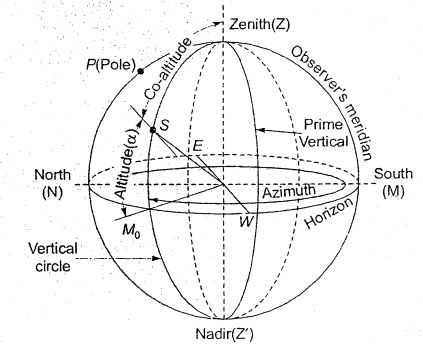 Zenith(Z)
P(Pole)
Co-altitude
Observer's meridian
S
E
Prime
Vertical
Altitude(α)
North
(N)
South
(M)
Azimuth
Horizon
W
M₀
Vertical
circle
Nadir(Z′)